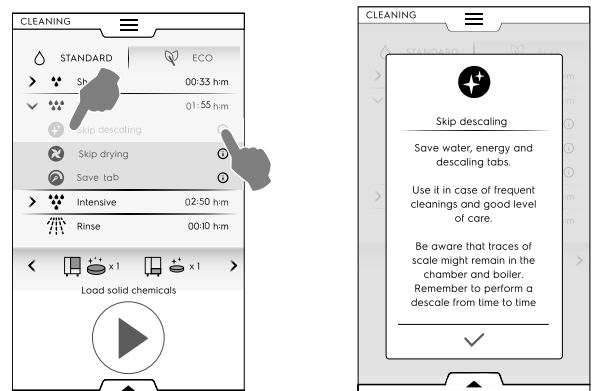 CLEANING
STANDARD
ECO
Sh
00:33 h:m
01:55 h:m
Skip descaling
Skip drying
Save tab
Intensive
02:50 h:m
Rinse
00:10 h:m
x 1
x 1
Load solid chemicals
CLEANING
STANDARD
ECO
Skip descaling
Save water, energy and
descaling tabs.
Use it in case of frequent
cleanings and good level
of care.
Be aware that traces of
scale might remain in the
chamber and boiler.
Remember to perform a
descale from time to time